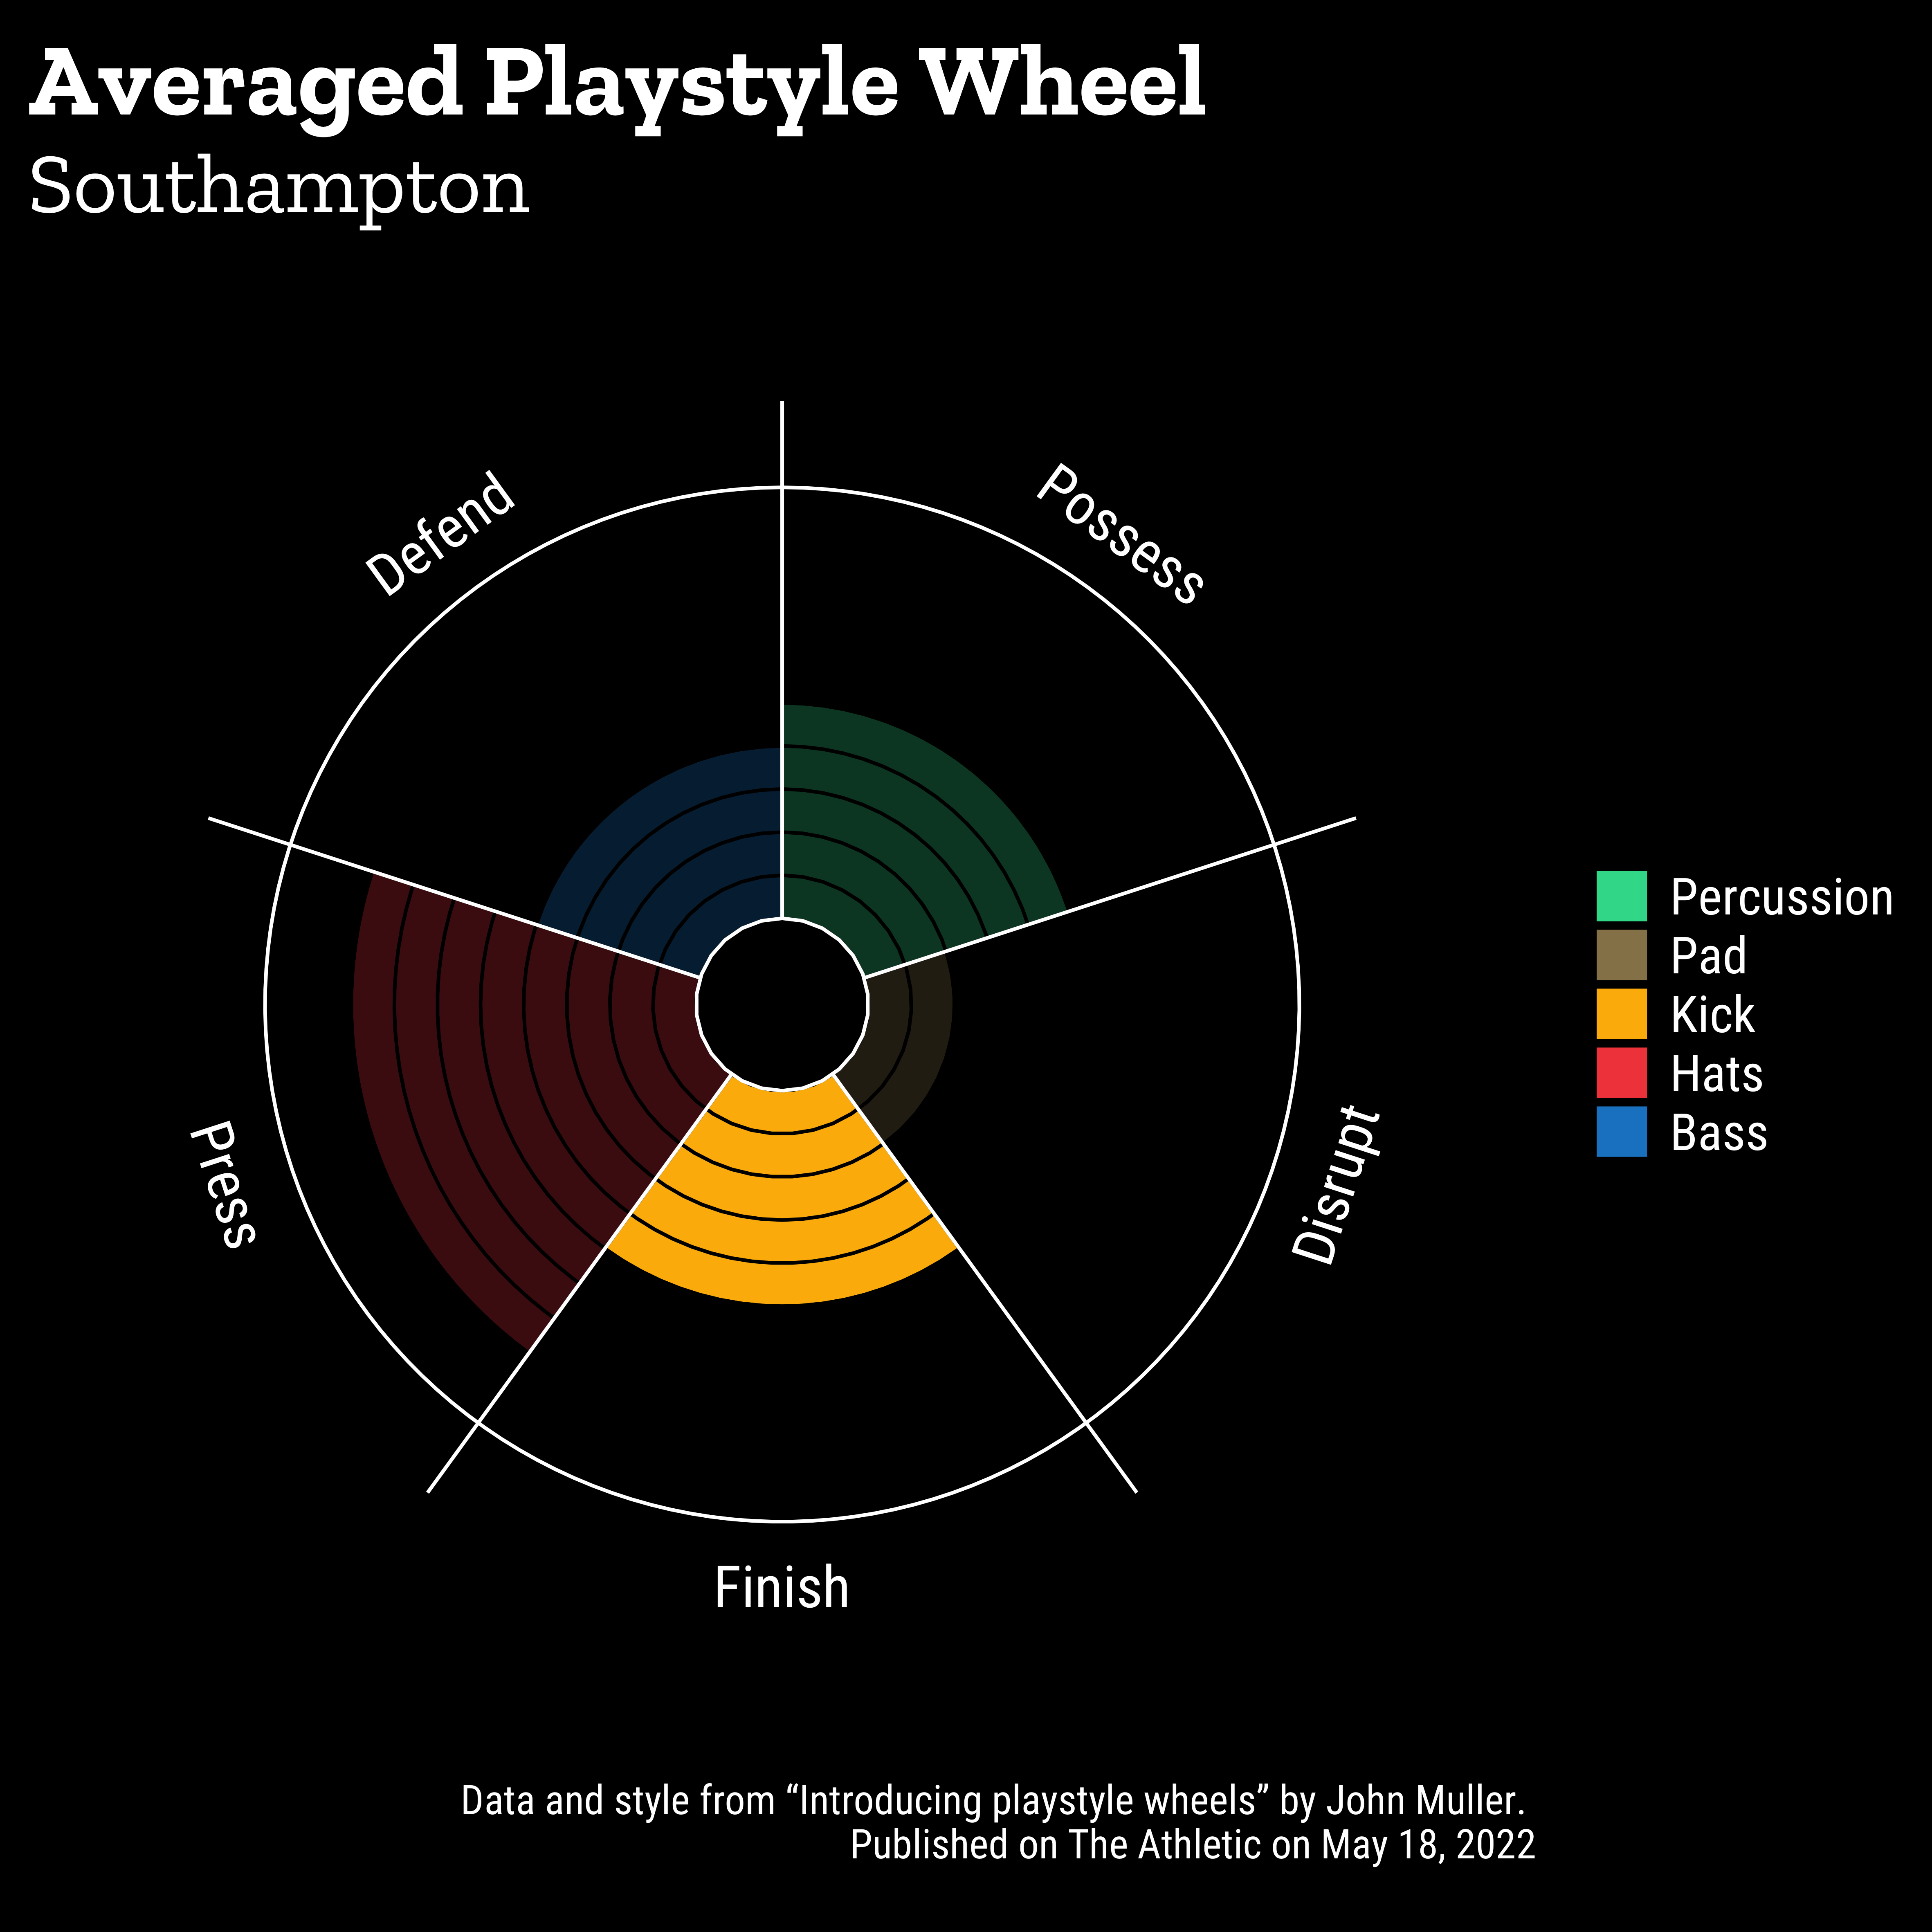 Averaged Playstyle Wheel
Southampton
Defend
Possess
Press
Disrupt
Finish
Percussion
Pad
Kick
Hats
Bass
Data and style from “Introducing playstyle wheels” by John Muller.
Published on The Athletic on May 18, 2022